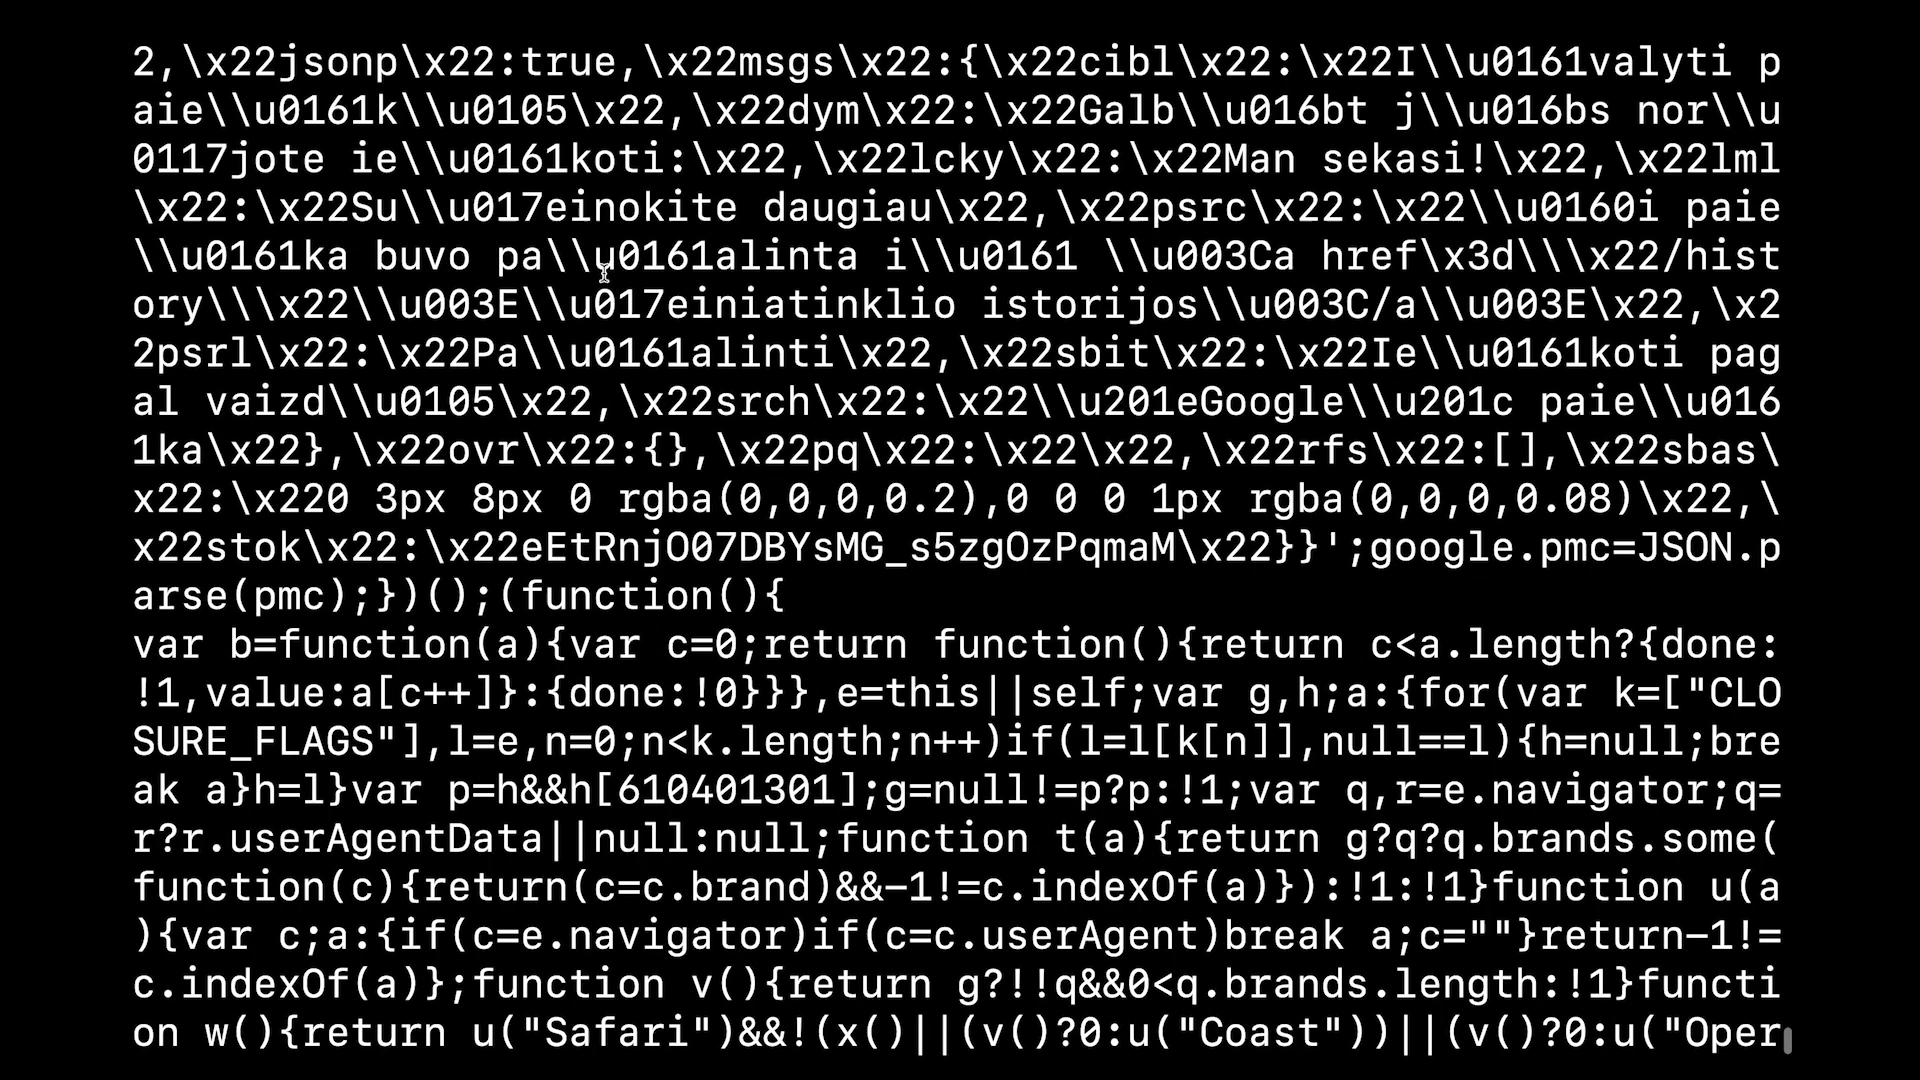 2,\x22jsonp\x22:true,\x22msgs\x22:{\x22cibl\x22:\x22I\\u0161valyti p
aie\\u0161k\\u0105\x22,\x22dym\x22:\x22Galb\\u016bt j\\u016bs nor\\u
0117jote ie\\u0161koti:\x22,\x22lcky\x22:\x22Man sekasi!\x22,\x22lml
\x22:\x22Su\\u017einokite daugiau\x22,\x22psrc\x22:\x22\\u0160i paie
\\u0161ka buvo pa\\u0161alinta i\\u0161 \\u003Ca href\x3d\\\x22/hist
ory\\\x22\\u003E\\u017einiatinklio istorijos\\u003C/a\\u003E\x22,\x2
2psrl\x22:\x22Pa\\u0161alinti\x22,\x22sbit\x22:\x22Ie\\u0161koti pag
al vaizd\\u0105\x22,\x22srch\x22:\x22\\u201eGoogle\\u201c paie\\u016
1ka\x22},\x22ovr\x22:{},\x22pq\x22:\x22\x22,\x22rfs\x22:[],\x22sbas\
x22:\x220 3px 8px 0 rgba(0,0,0,0.2),0 0 0 1px rgba(0,0,0,0.08)\x22,\
x22stok\x22:\x22eEtRnjO07DBYsMG_s5zgOzPqmaM\x22}}';google.pmc=JSON.p
arse(pmc);})();(function(){
var b=function(a){var c=0;return function(){return c<a.length?{done:
!1,value:a[c++]}:{done:!0}}},e=this||self;var g,h;a:{for(var k=["CLO
SURE_FLAGS"],l=e,n=0;n<k.length;n++)if(l=l[k[n]],null==l){h=null;bre
ak a}h=l}var p=h&&h[610401301];g=null!=p?p:!1;var q,r=e.navigator;q=
r?r.userAgentData||null:null;function t(a){return g?q?q.brands.some(
function(c){return(c=c.brand)&&-1!=c.indexOf(a)}):!1:!1}function u(a
){var c;a:{if(c=e.navigator)if(c=c.userAgent)break a;c=""}return-1!=
c.indexOf(a)};function v(){return g?!!q&&0<q.brands.length:!1}functi
on w(){return u("Safari")&&!(x()||(v()?0:u("Coast"))||(v()?0:u("Oper